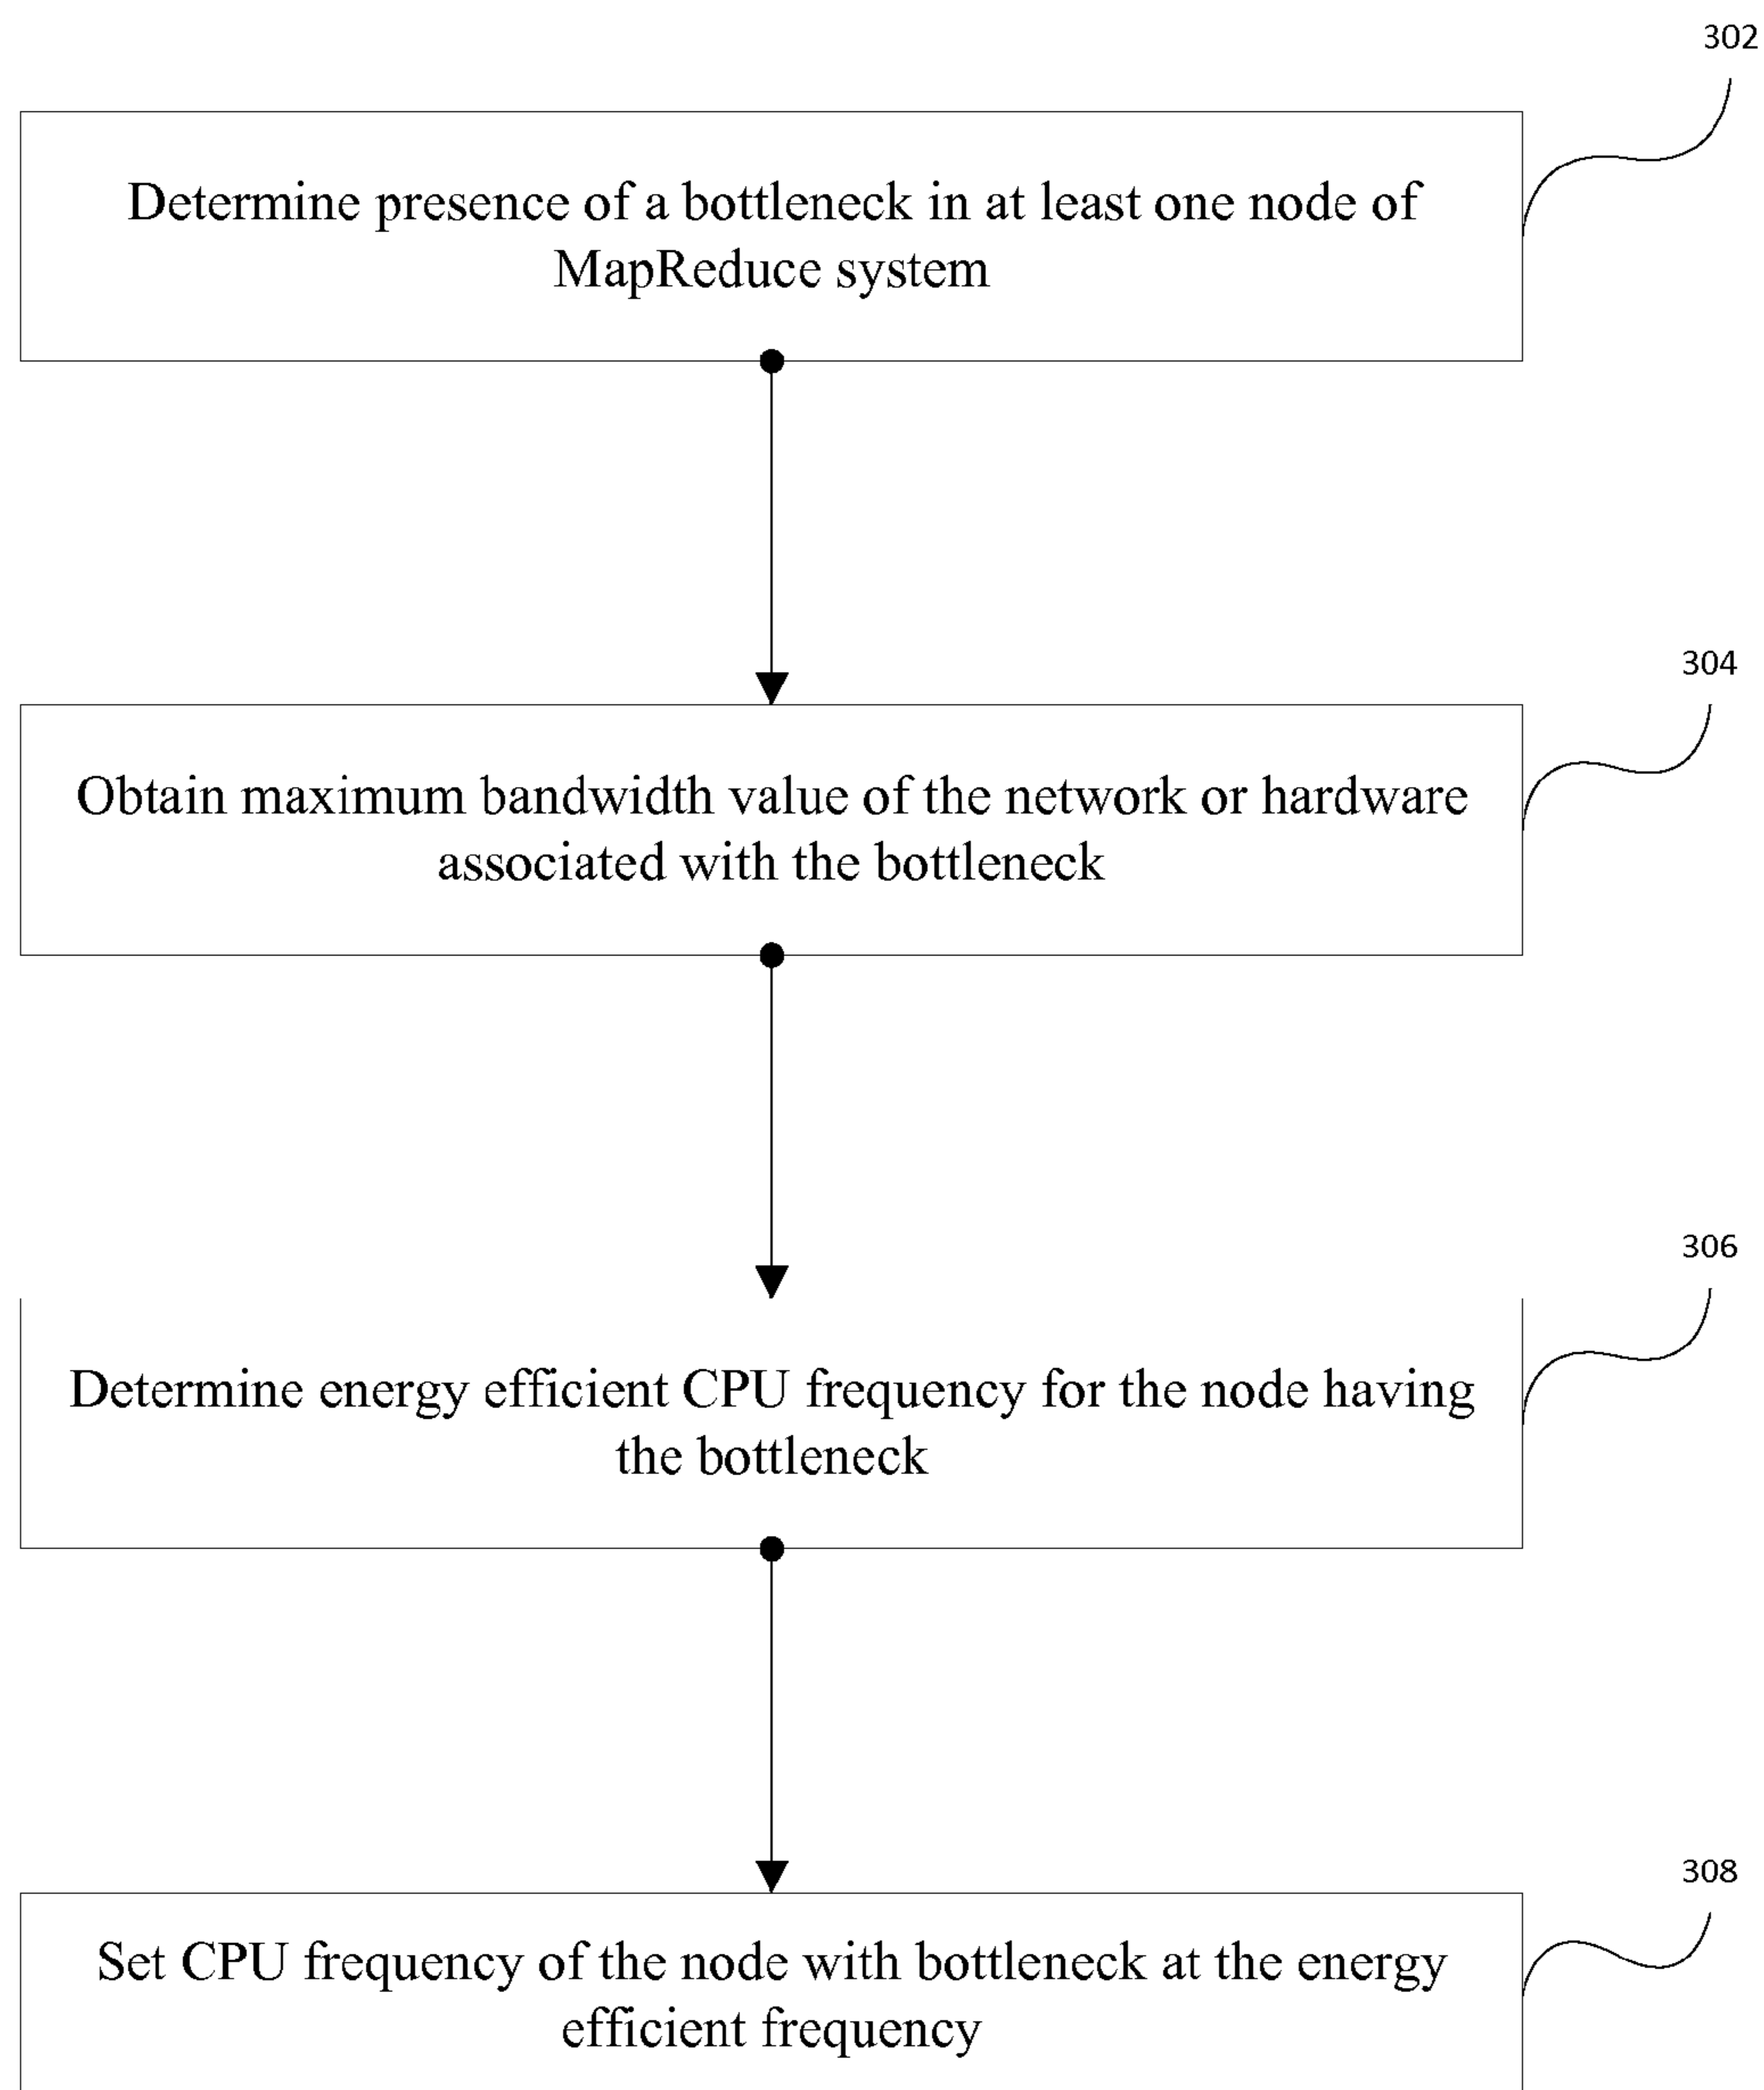 302
Determine presence of a bottleneck in at least one node of
MapReduce system
304
Obtain maximum bandwidth value of the network or hardware
associated with the bottleneck
306
Determine energy efficient CPU frequency for the node having
the bottleneck
308
Set CPU frequency of the node with bottleneck at the energy
efficient frequency